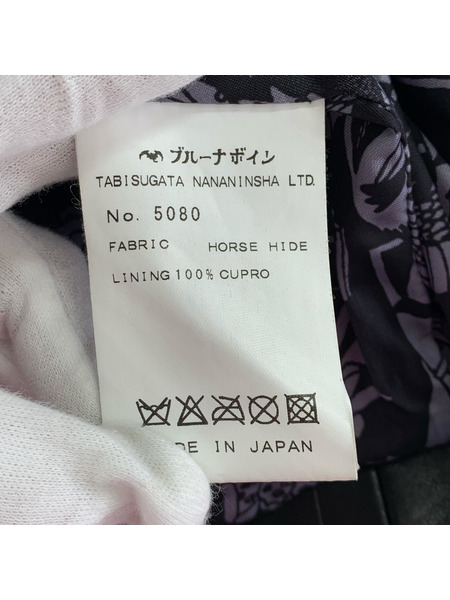 ブルーナボイン
TABISUGATA NANANINSHA LTD.
No. 5080
FABRIC HORSE HIDE
LINING 100% CUPRO
DE IN JAPAN